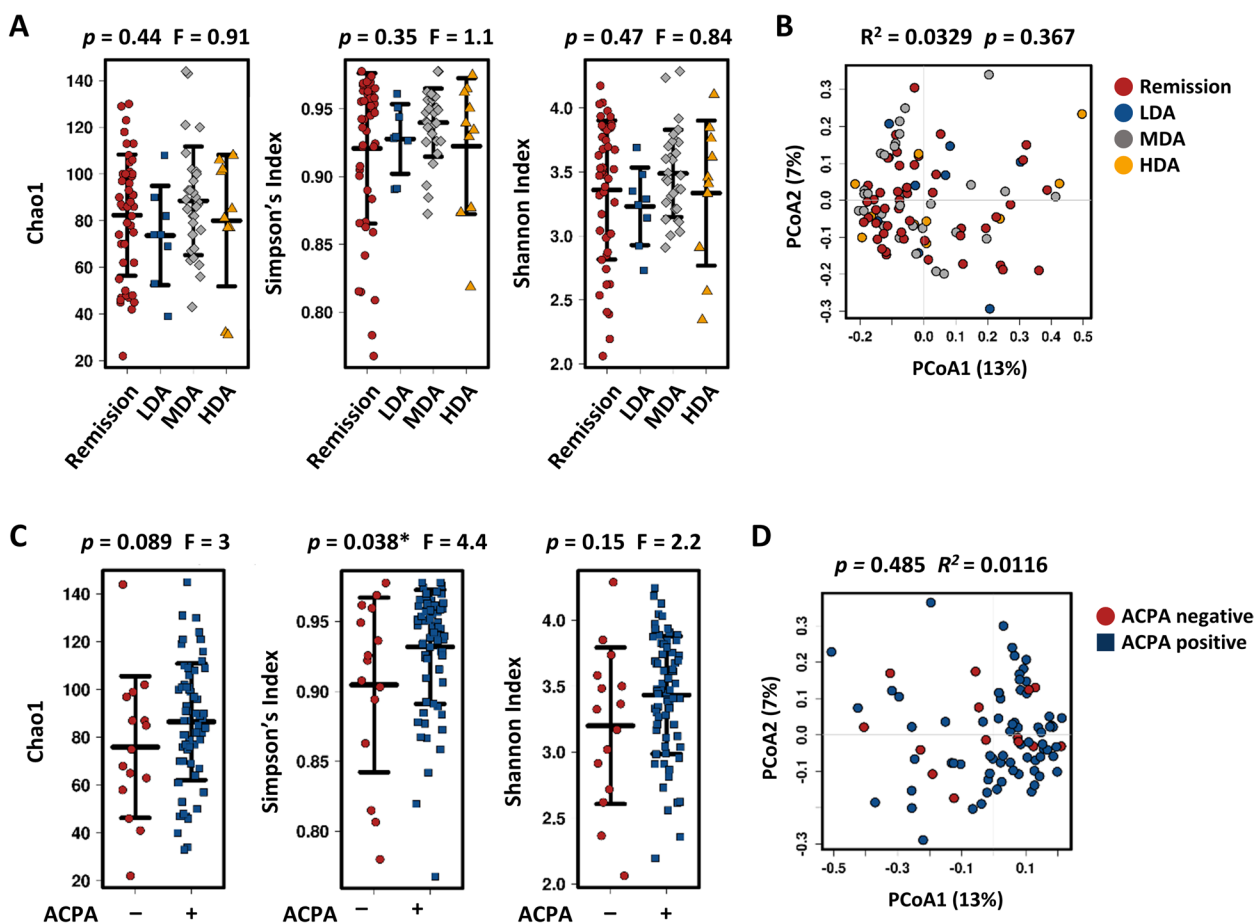 A
p = 0.44 F = 0.91
p = 0.35 F = 1.1
p = 0.47 F = 0.84
B
R² = 0.0329 p = 0.367
Chao1
140
120
100
80
60
40
20
Remission
LDA
MDA
HDA
Simpson's Index
0.95
0.90
0.85
0.80
Remission
LDA
MDA
HDA
Shannon Index
4.0
3.5
3.0
2.5
2.0
Remission
LDA
MDA
HDA
PCoA2 (7%)
0.3
0.2
0.1
0.0
-0.1
-0.2
-0.3
-0.2
0.0
0.1
0.2
0.3
0.4
0.5
PCoA1 (13%)
Remission
LDA
MDA
HDA
C
p = 0.089 F = 3
p = 0.038* F = 4.4
p = 0.15 F = 2.2
D
p = 0.485 R² = 0.0116
Chao1
140
120
100
80
60
40
20
ACPA – +
Simpson's Index
0.95
0.90
0.85
0.80
ACPA – +
Shannon Index
4.0
3.5
3.0
2.5
2.0
ACPA – +
PCoA2 (7%)
0.3
0.1
0.0
-0.1
-0.3
-0.5
-0.3
-0.1
0.1
PCoA1 (13%)
ACPA negative
ACPA positive